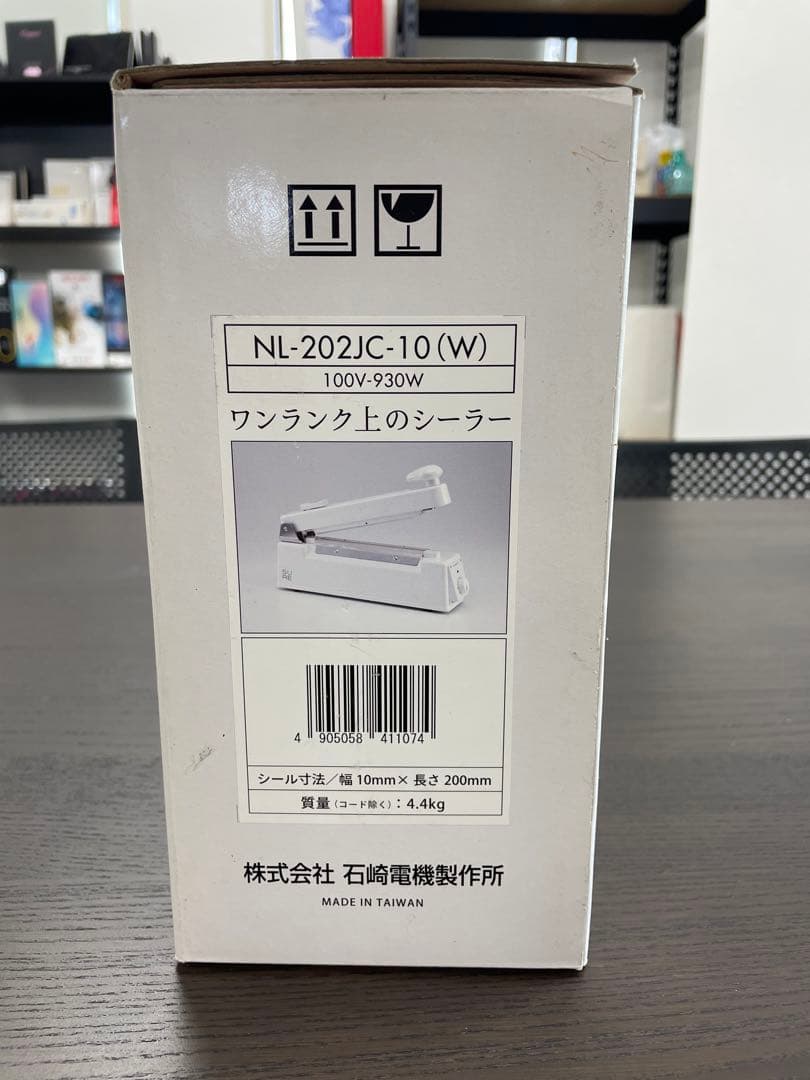 NL-202JC-10(W)
100V-930W
ワンランク上のシーラー
4 905058 411074
シール寸法／幅 10mm× 長さ 200mm
質量（コード除く）：4.4kg
株式会社 石崎電機製作所
MADE IN TAIWAN